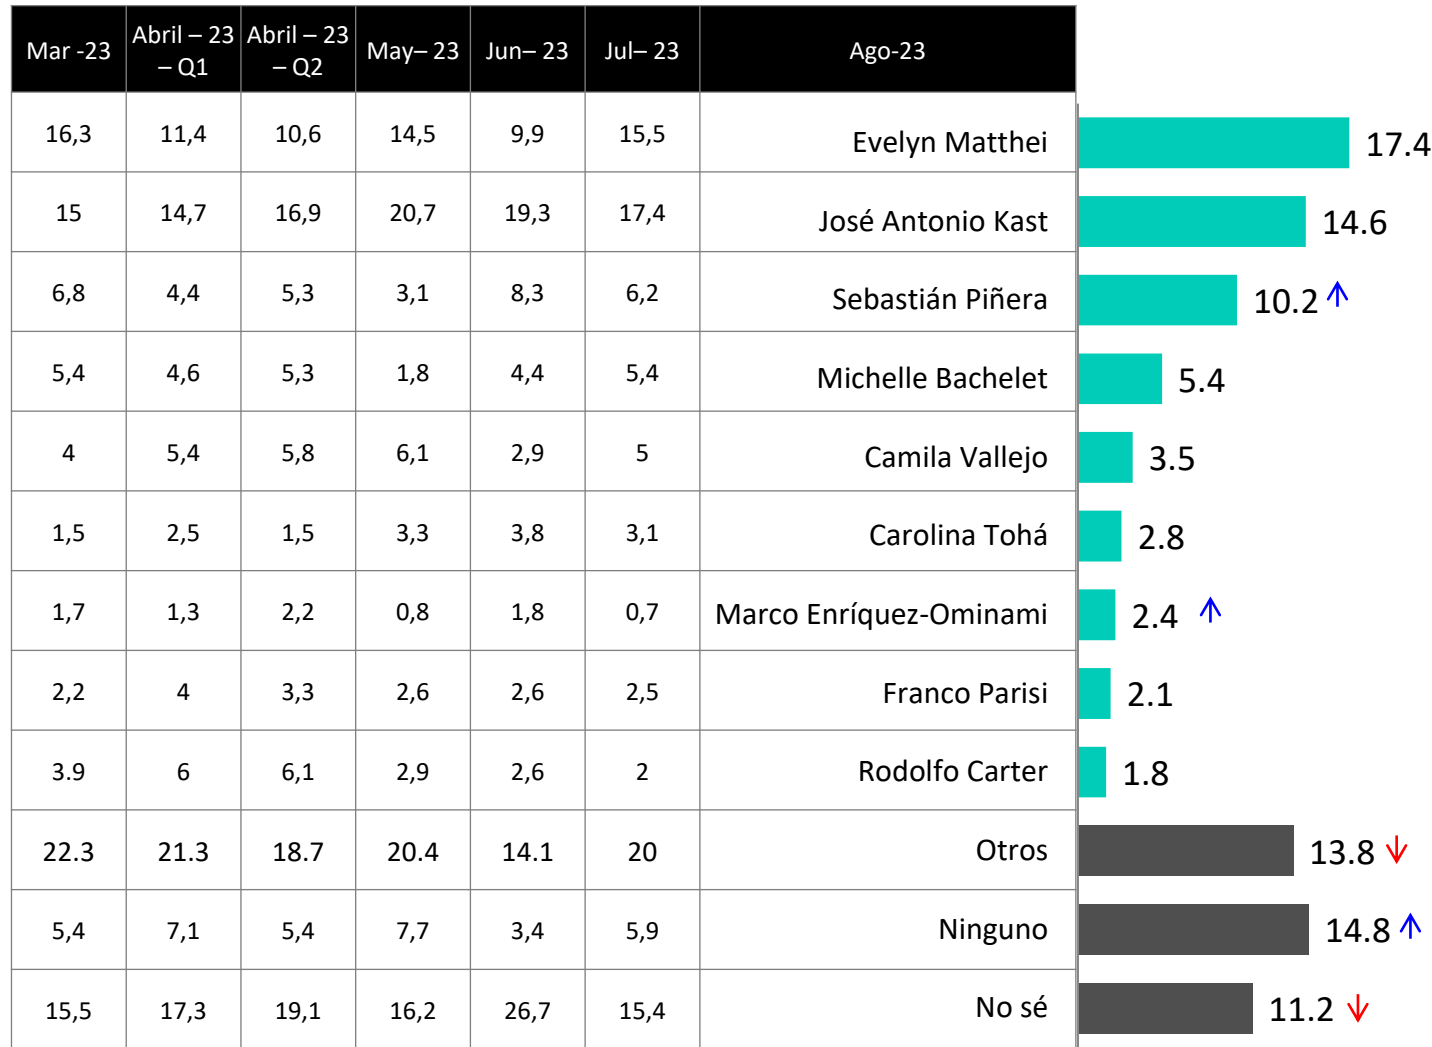 Mar -23 Abril – 23 – Q1 Abril – 23 – Q2 May– 23 Jun– 23 Jul– 23 Ago-23
16,3 11,4 10,6 14,5 9,9 15,5 Evelyn Matthei 17.4
15 14,7 16,9 20,7 19,3 17,4 José Antonio Kast 14.6
6,8 4,4 5,3 3,1 8,3 6,2 Sebastián Piñera 10.2 ↑
5,4 4,6 5,3 1,8 4,4 5,4 Michelle Bachelet 5.4
4 5,4 5,8 6,1 2,9 5 Camila Vallejo 3.5
1,5 2,5 1,5 3,3 3,8 3,1 Carolina Tohá 2.8
1,7 1,3 2,2 0,8 1,8 0,7 Marco Enríquez-Ominami 2.4 ↑
2,2 4 3,3 2,6 2,6 2,5 Franco Parisi 2.1
3.9 6 6,1 2,9 2,6 2 Rodolfo Carter 1.8
22.3 21.3 18.7 20.4 14.1 20 Otros 13.8 ↓
5,4 7,1 5,4 7,7 3,4 5,9 Ninguno 14.8 ↑
15,5 17,3 19,1 16,2 26,7 15,4 No sé 11.2 ↓